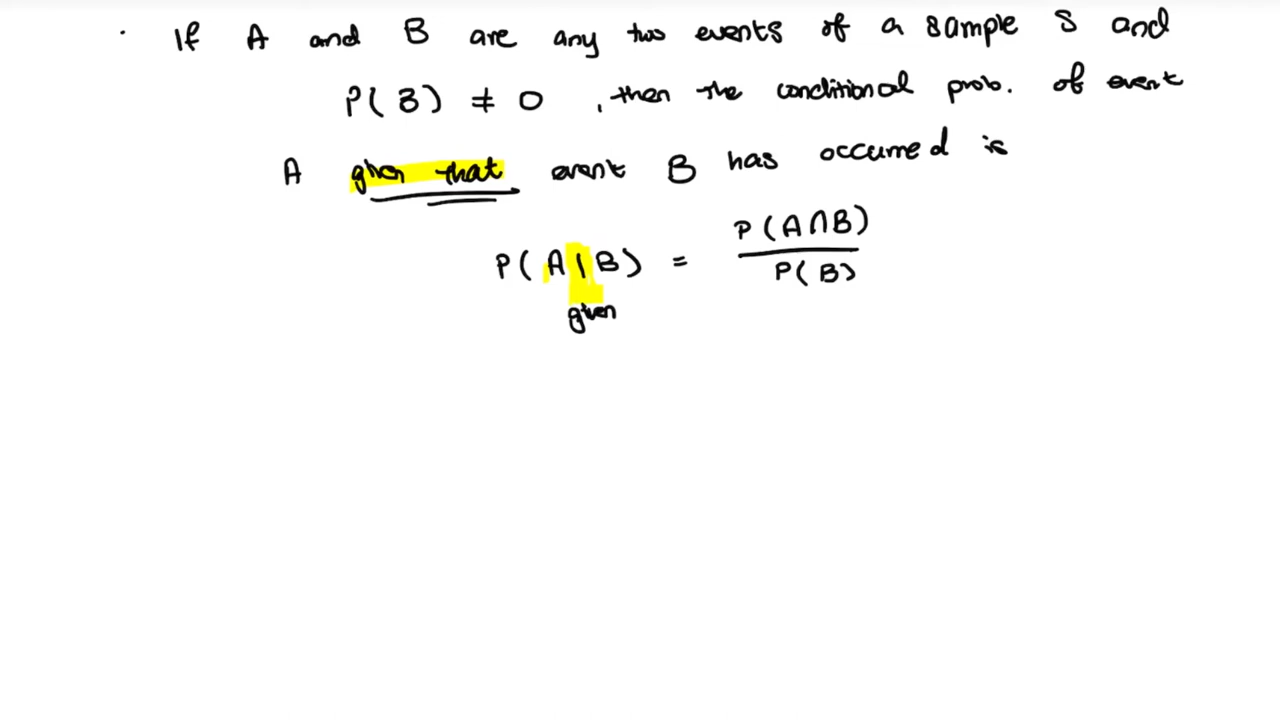 · If A and B are any two events of a sample S and
P(B) ≠ 0, then the conditional prob. of event
A given that event B has occurred is
P(A|B) = P(A∩B) / P(B)
given